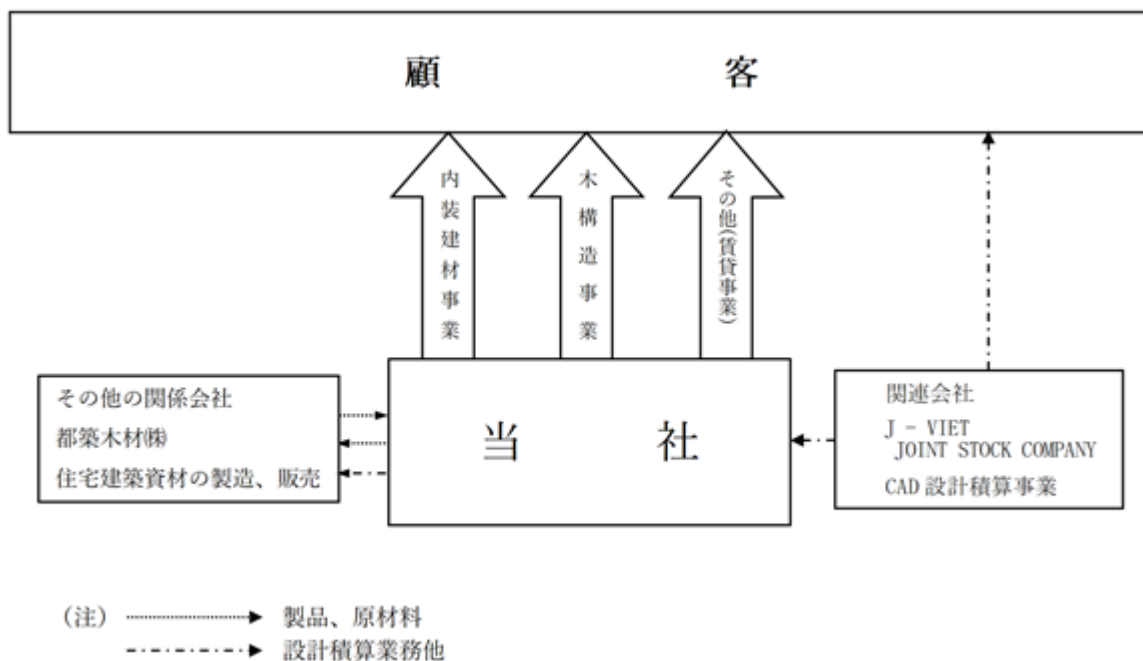 顧客
内装建材事業
木構造事業
その他(賃貸事業)
その他の関係会社
都築木材㈱
住宅建築資材の製造、販売
当社
関連会社
J - VIET
JOINT STOCK COMPANY
CAD設計積算事業
(注) 製品、原材料
設計積算業務他